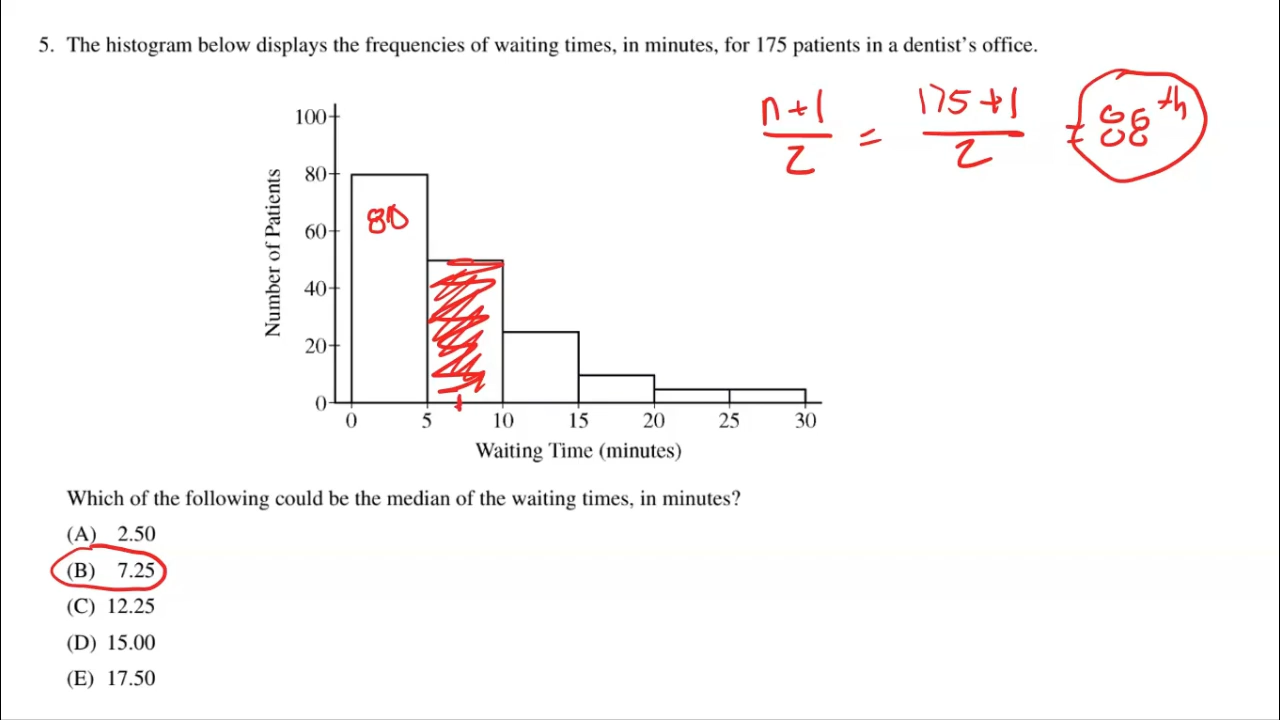 5. The histogram below displays the frequencies of waiting times, in minutes, for 175 patients in a dentist's office.
n+1
2
=
175+1
2
=
88th
Number of Patients
100
80
60
40
20
0
80
0 5 10 15 20 25 30
Waiting Time (minutes)
Which of the following could be the median of the waiting times, in minutes?
(A) 2.50
(B) 7.25
(C) 12.25
(D) 15.00
(E) 17.50